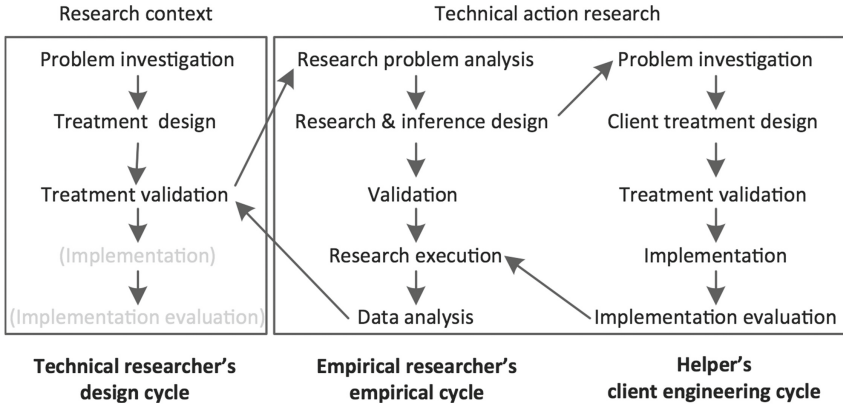 Research context
Technical action research
Problem investigation
Treatment design
Treatment validation
(Implementation)
(Implementation evaluation)
Research problem analysis
Research & inference design
Validation
Research execution
Data analysis
Problem investigation
Client treatment design
Treatment validation
Implementation
Implementation evaluation
Technical researcher's
design cycle
Empirical researcher's
empirical cycle
Helper's
client engineering cycle